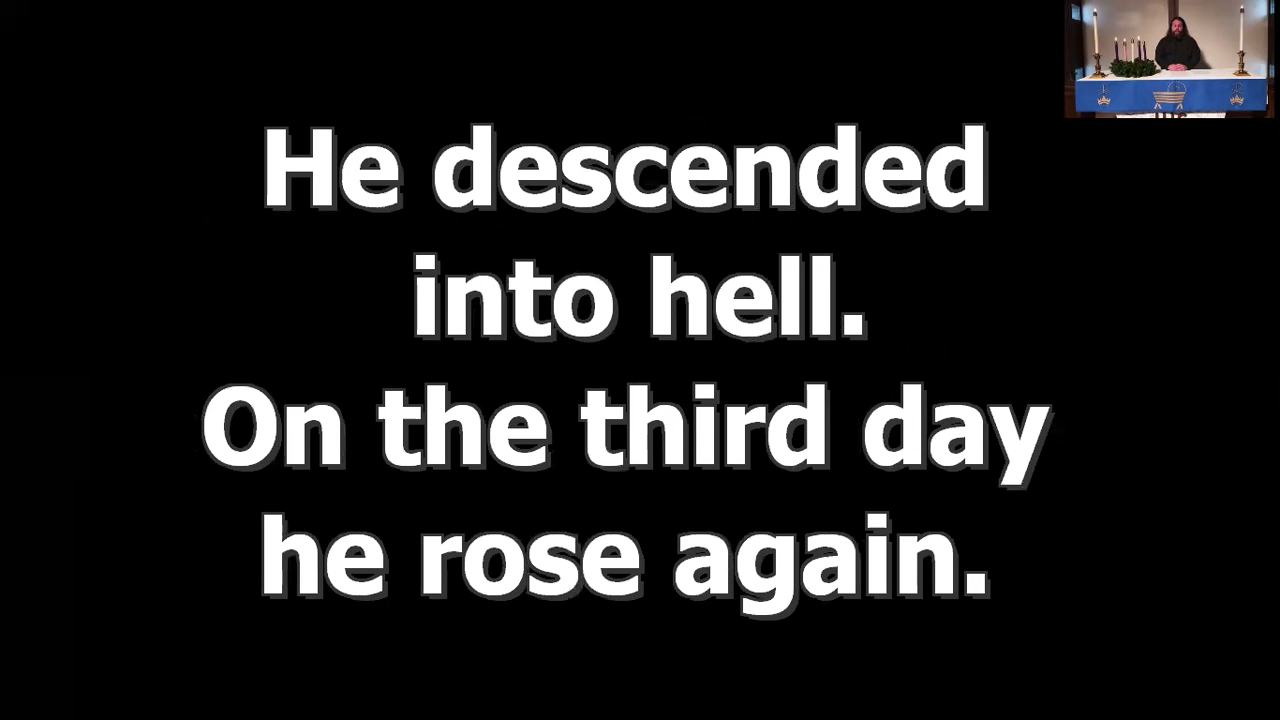 He descended
into hell.
On the third day
he rose again.